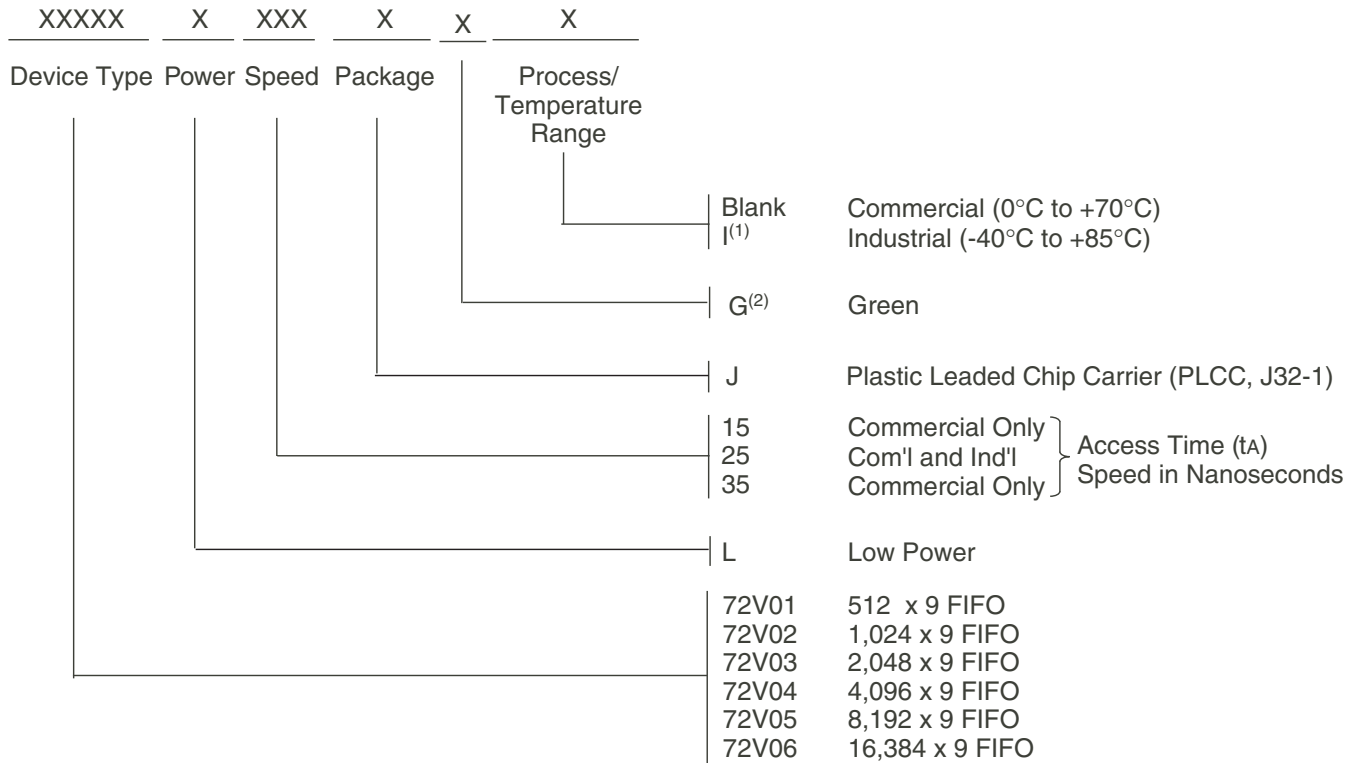 XXXXX X XXX X X X
Device Type Power Speed Package Process/
Temperature
Range
Blank Commercial (0°C to +70°C)
I(1) Industrial (-40°C to +85°C)
G(2) Green
J Plastic Leaded Chip Carrier (PLCC, J32-1)
15 Commercial Only
25 Com'l and Ind'l
35 Commercial Only
Access Time (tA)
Speed in Nanoseconds
L Low Power
72V01 512 x 9 FIFO
72V02 1,024 x 9 FIFO
72V03 2,048 x 9 FIFO
72V04 4,096 x 9 FIFO
72V05 8,192 x 9 FIFO
72V06 16,384 x 9 FIFO